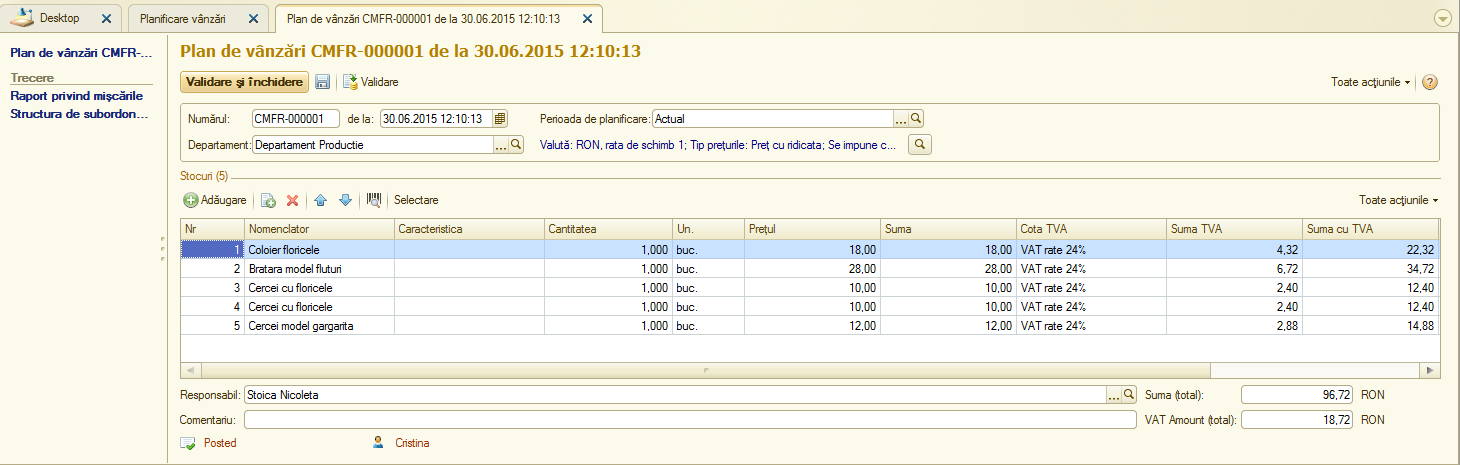 Desktop
Planificare vânzări
Plan de vânzări CMFR-000001 de la 30.06.2015 12:10:13
Plan de vânzări CMFR-...
Trecere
Raport privind mișcările
Structura de subordon...
Plan de vânzări CMFR-000001 de la 30.06.2015 12:10:13
Validare și închidere Validare Toate acțiunile
Numărul: CMFR-000001 de la: 30.06.2015 12:10:13 Perioada de planificare: Actual ...
Departament: Departament Productie ... Valută: RON, rata de schimb 1; Tip prețurile: Preț cu ridicata; Se impune c...
Stocuri (5)
Adăugare Selectare Toate acțiunile
Nr Nomenclator Caracteristica Cantitatea Un. Prețul Suma Cota TVA Suma TVA Suma cu TVA
1 Coloier floricele 1,000 buc. 18,00 18,00 VAT rate 24% 4,32 22,32
2 Bratara model fluturi 1,000 buc. 28,00 28,00 VAT rate 24% 6,72 34,72
3 Cercei cu floricele 1,000 buc. 10,00 10,00 VAT rate 24% 2,40 12,40
4 Cercei cu floricele 1,000 buc. 10,00 10,00 VAT rate 24% 2,40 12,40
5 Cercei model gargarita 1,000 buc. 12,00 12,00 VAT rate 24% 2,88 14,88
Responsabil: Stoica Nicoleta ... Suma (total): 96,72 RON
Comentariu: VAT Amount (total): 18,72 RON
Posted Cristina